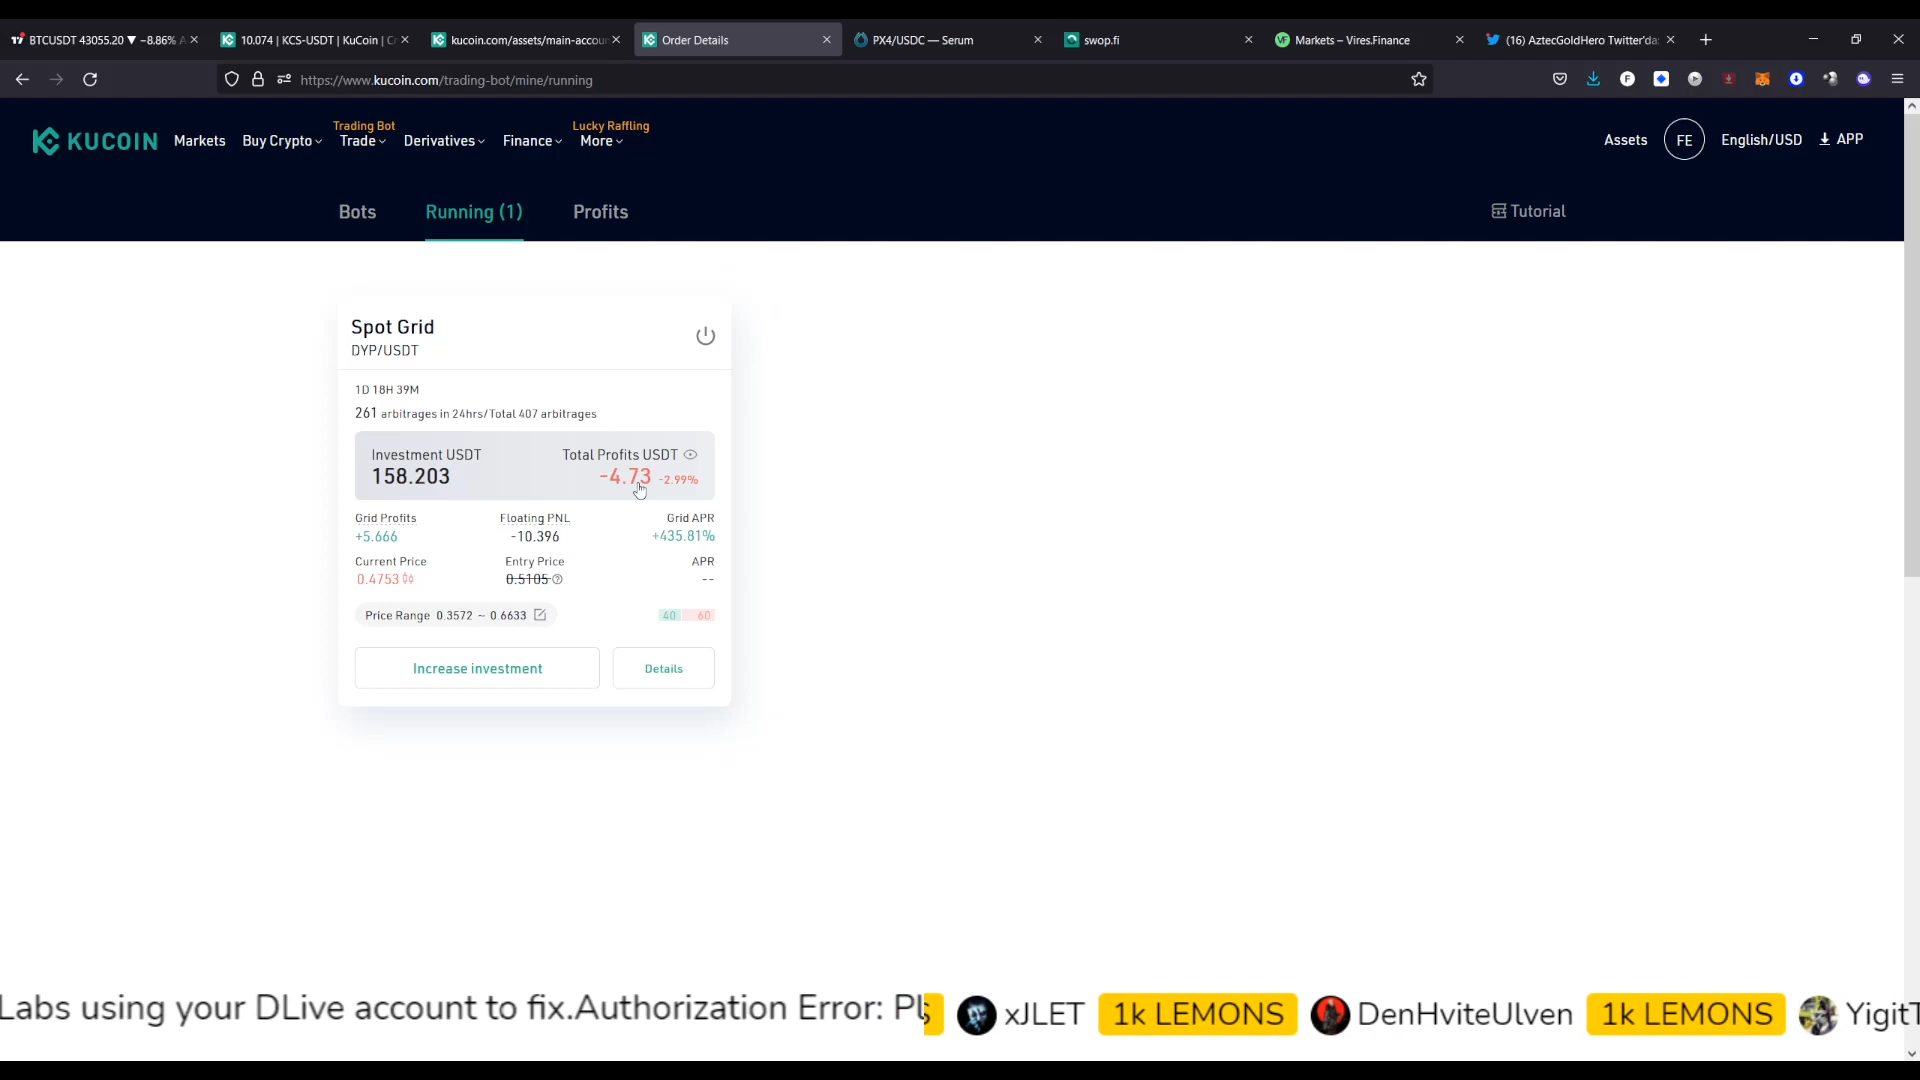 BTCUSDT 43055.20 ▼ −8.86%
10.074 | KCS-USDT | KuCoin | Cr
kucoin.com/assets/main-accou
Order Details
PX4/USDC — Serum
swop.fi
Markets – Vires.Finance
(16) AztecGoldHero Twitter'da:
https://www.kucoin.com/trading-bot/mine/running
Trading Bot
Lucky Raffling
KUCOIN Markets Buy Crypto Trade Derivatives Finance More
Assets FE English/USD APP
Bots Running (1) Profits Tutorial
Spot Grid
DYP/USDT
1D 18H 39M
261 arbitrages in 24hrs/Total 407 arbitrages
Investment USDT Total Profits USDT
158.203 -4.73 -2.99%
Grid Profits Floating PNL Grid APR
+5.666 -10.396 +435.81%
Current Price Entry Price APR
0.4753 0.5105 --
Price Range 0.3572 ~ 0.6633 40 60
Increase investment Details
Labs using your DLive account to fix.Authorization Error: Pl
S xJLET 1k LEMONS DenHviteUlven 1k LEMONS YigitT